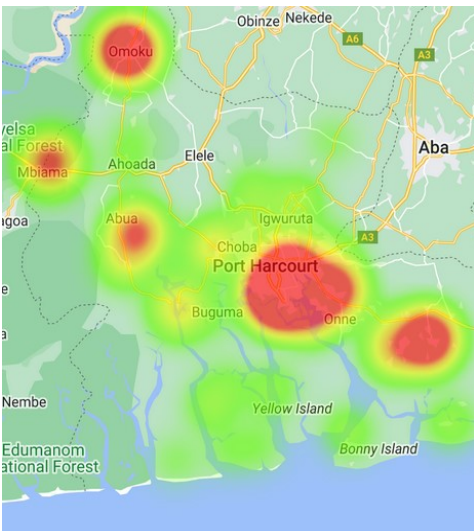 Obinze
Nekede
A6
A3
Omoku
Aba
yelsa
al Forest
Mbiama
Ahoada
Elele
agoa
Abua
Igwuruta
Choba
A3
Port Harcourt
e
Buguma
Onne
a
Nembe
Yellow Island
Bonny Island
Edumanom
ational Forest